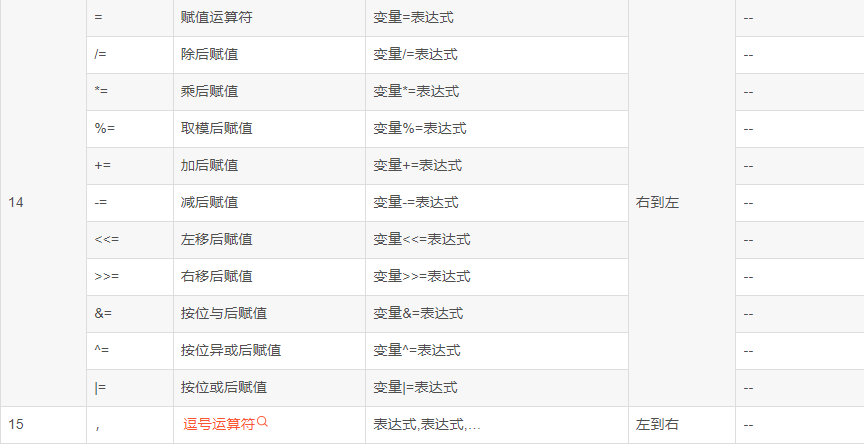 = 赋值运算符 变量=表达式 --
/= 除后赋值 变量/=表达式 --
*= 乘后赋值 变量*=表达式 --
%= 取模后赋值 变量%=表达式 --
+= 加后赋值 变量+=表达式 --
14 -= 减后赋值 变量-=表达式 右到左 --
<<= 左移后赋值 变量<<=表达式 --
>>= 右移后赋值 变量>>=表达式 --
&= 按位与后赋值 变量&=表达式 --
^= 按位异或后赋值 变量^=表达式 --
|= 按位或后赋值 变量|=表达式 --
15 , 逗号运算符 表达式,表达式,… 左到右 --